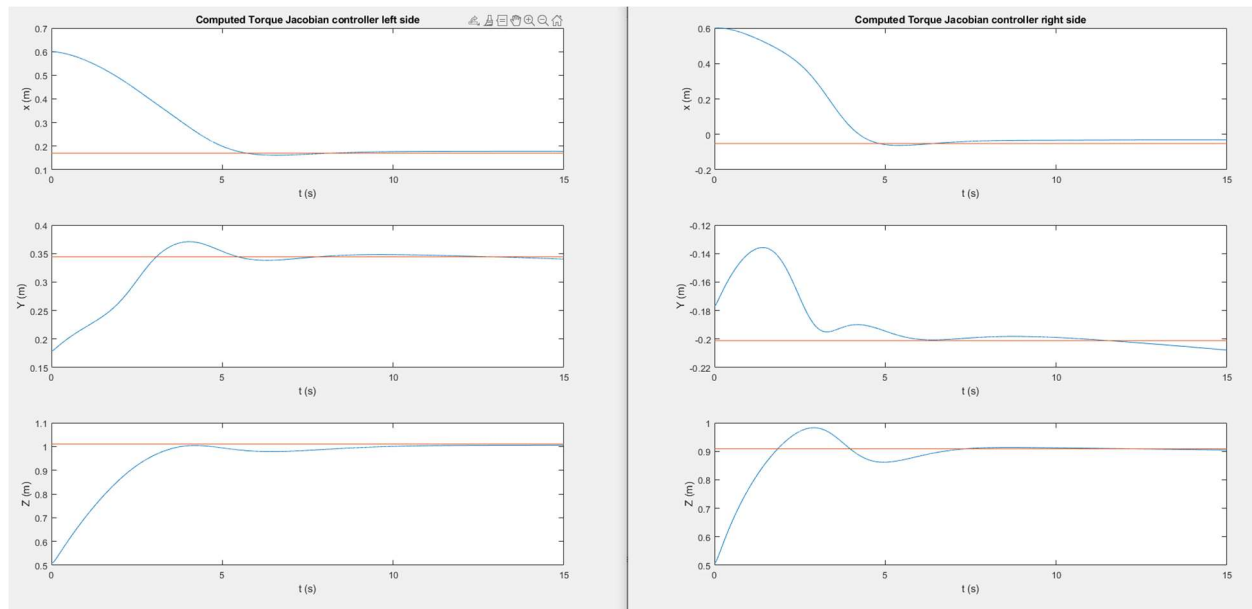 Computed Torque Jacobian controller left side
0.7
0.6
0.5
0.4
0.3
0.2
0.1
x (m)
0 5 10 15
t (s)
0.4
0.35
0.3
0.25
0.2
0.15
Y (m)
0 5 10 15
t (s)
1.1
1
0.9
0.8
0.7
0.6
0.5
Z (m)
0 5 10 15
t (s)
Computed Torque Jacobian controller right side
0.6
0.4
0.2
0
-0.2
x (m)
0 5 10 15
t (s)
-0.12
-0.14
-0.16
-0.18
-0.2
-0.22
Y (m)
0 5 10 15
t (s)
1
0.9
0.8
0.7
0.6
0.5
Z (m)
0 5 10 15
t (s)